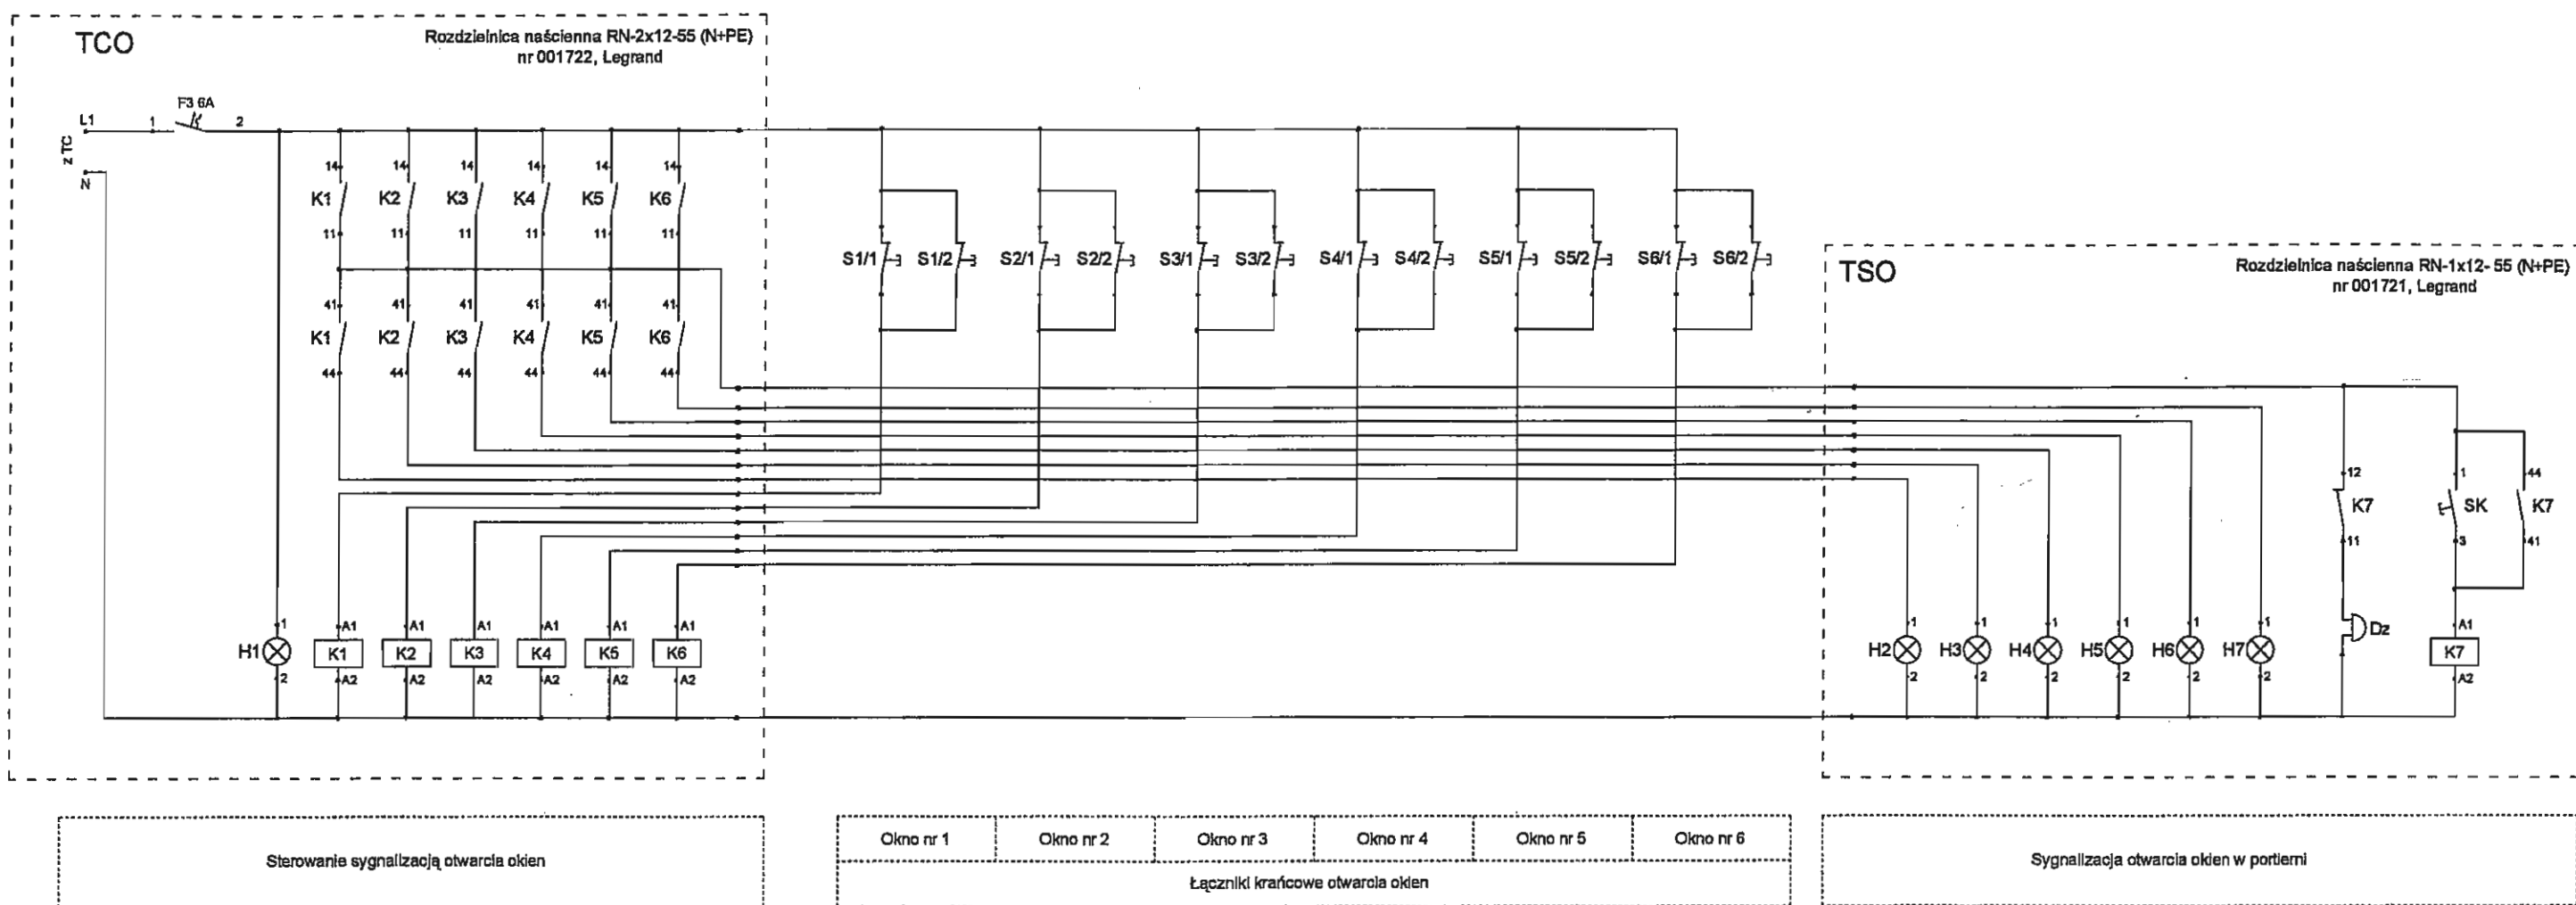 TCO
Rozdzielnica naścienna RN-2x12-55 (N+PE)
nr 001722, Legrand
F3 6A
L1 1 2
z TC
N
14 14 14 14 14 14
K1 K2 K3 K4 K5 K6
11 11 11 11 11 11
41 41 41 41 41 41
K1 K2 K3 K4 K5 K6
44 44 44 44 44 44
S1/1 S1/2 S2/1 S2/2 S3/1 S3/2 S4/1 S4/2 S5/1 S5/2 S6/1 S6/2
TSO
Rozdzielnica naścienna RN-1x12- 55 (N+PE)
nr 001721, Legrand
12 1 44
K7 SK K7
11 3 41
1 A1 A1 A1 A1 A1 A1
H1 K1 K2 K3 K4 K5 K6
2 A2 A2 A2 A2 A2 A2
1 1 1 1 1 1 A1
H2 H3 H4 H5 H6 H7 Dz K7
2 2 2 2 2 2 A2
Sterowanie sygnalizacją otwarcia okien
Okno nr 1 Okno nr 2 Okno nr 3 Okno nr 4 Okno nr 5 Okno nr 6
Łączniki krańcowe otwarcia okien
Sygnalizacja otwarcia okien w portierni